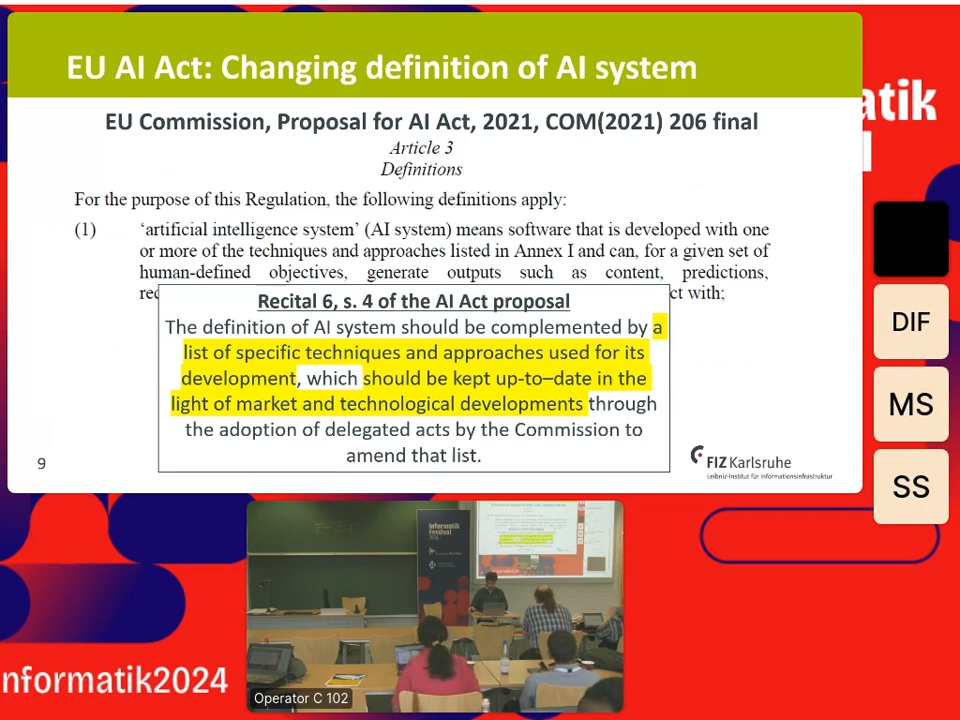 EU AI Act: Changing definition of AI system
EU Commission, Proposal for AI Act, 2021, COM(2021) 206 final
Article 3
Definitions
For the purpose of this Regulation, the following definitions apply:
(1) ‘artificial intelligence system’ (AI system) means software that is developed with one
or more of the techniques and approaches listed in Annex I and can, for a given set of
human-defined objectives, generate outputs such as content, predictions,
with;
Recital 6, s. 4 of the AI Act proposal
The definition of AI system should be complemented by a
list of specific techniques and approaches used for its
development, which should be kept up-to–date in the
light of market and technological developments through
the adoption of delegated acts by the Commission to
amend that list.
9
FIZ Karlsruhe
Leibniz-Institut für Informationsinfrastruktur
atik
DIF
MS
SS
informatik
festival
Operator C 102
nformatik2024